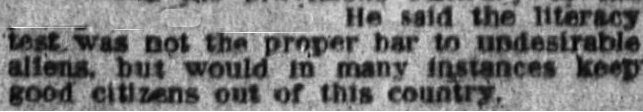 He said the literacy
test was not the proper bar to undesirable
aliens, but would in many instances keep
good citizens out of this country.